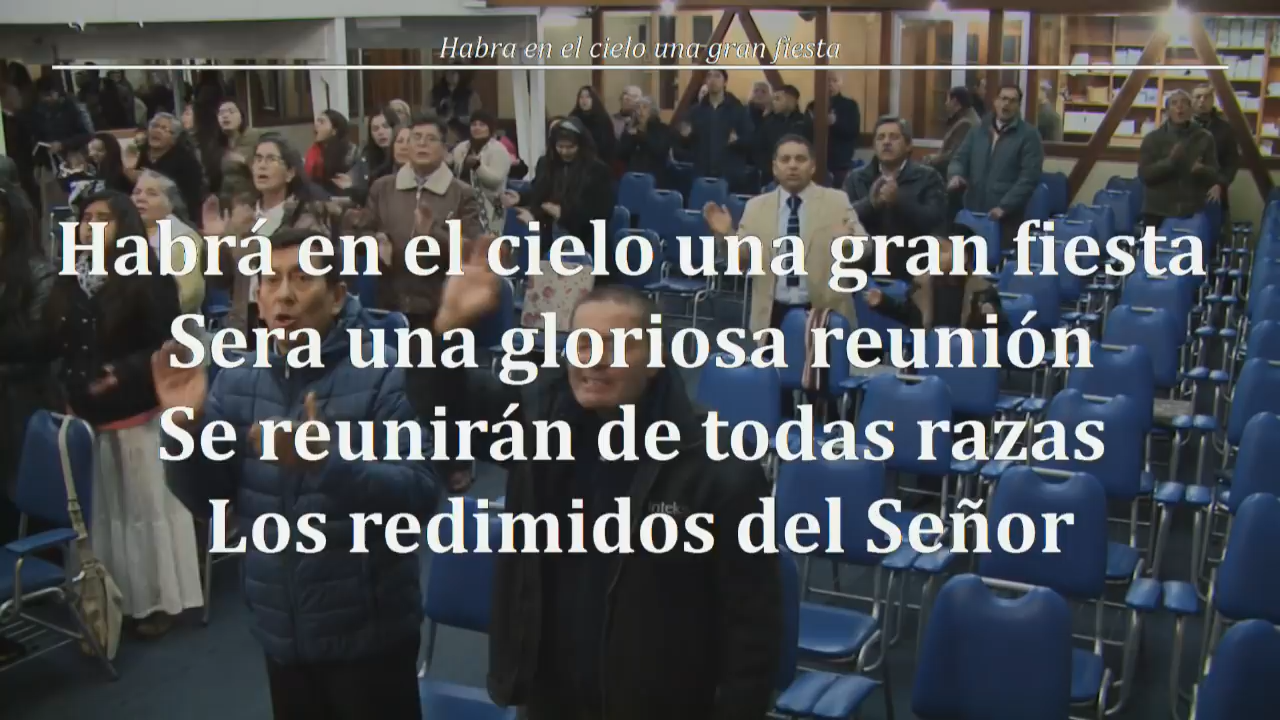 Habra en el cielo una gran fiesta
Habrá en el cielo una gran fiesta
Sera una gloriosa reunión
Se reunirán de todas razas
Los redimidos del Señor